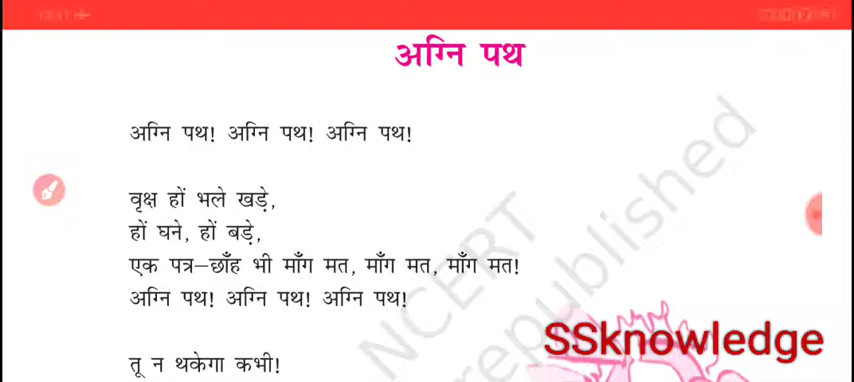 अग्नि पथ
अग्नि पथ! अग्नि पथ! अग्नि पथ!
वृक्ष हों भले खड़े,
हों घने, हों बड़े,
एक पत्र–छाँह भी माँग मत, माँग मत, माँग मत!
अग्नि पथ! अग्नि पथ! अग्नि पथ!
तू न थकेगा कभी!
NCERT
republished
SSknowledge